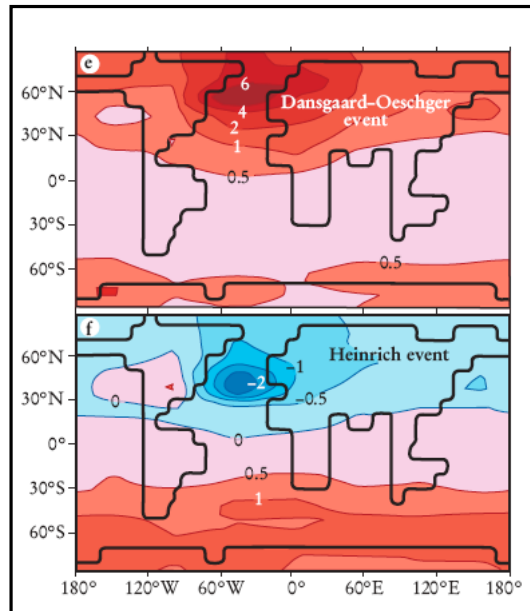 e
60°N
30°N
0°
30°S
60°S
6
4
2
1
0.5
Dansgaard–Oeschger
event
0.5
f
60°N
30°N
0°
30°S
60°S
Heinrich event
–1
–2
–0.5
0
0
0.5
1
180°
120°W
60°W
0°
60°E
120°E
180°